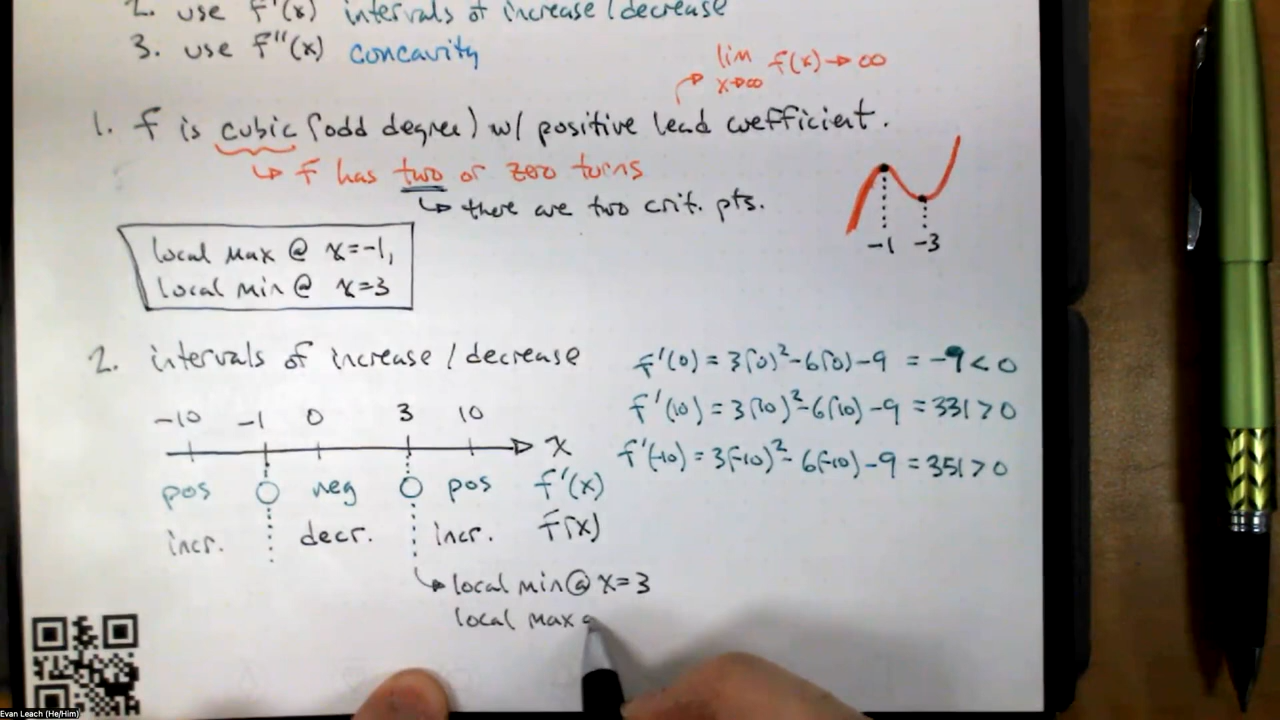 2. use f'(x) intervals of increase/decrease
3. use f''(x) concavity
lim f(x) → ∞
x→∞
1. f is cubic (odd degree) w/ positive lead coefficient.
↳ f has two or zero turns
↳ there are two crit. pts.
-1 -3
local max @ x=-1,
local min @ x=3
2. intervals of increase / decrease
-10 -1 0 3 10
x
pos 0 neg 0 pos f'(x)
incr. decr. incr. f(x)
local min @ x=3
local max
f'(0) = 3(0)²-6(0)-9 = -9<0
f'(10) = 3(10)²-6(10)-9 = 331>0
f'(-10) = 3(-10)²-6(-10)-9 = 351>0
Evan Leach (He/Him)